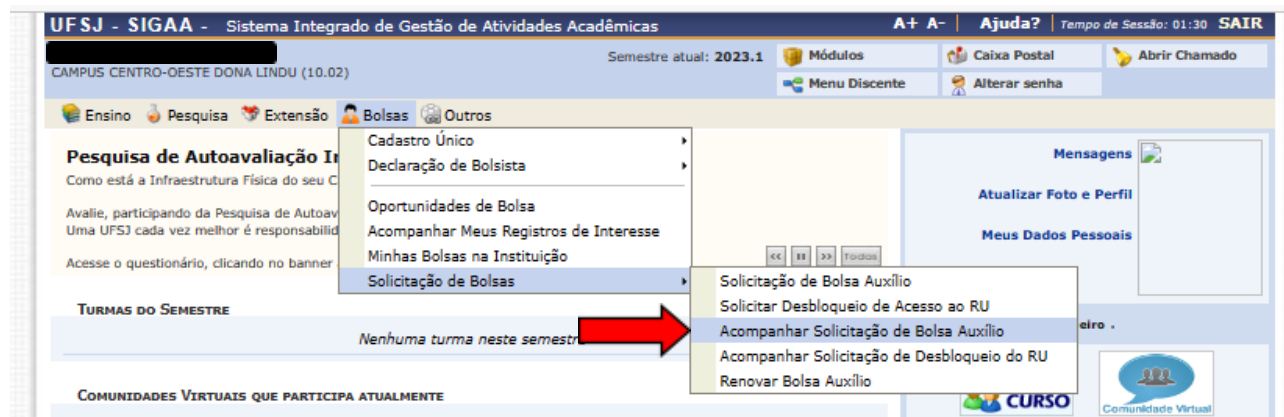 UFSJ - SIGAA - Sistema Integrado de Gestão de Atividades Acadêmicas A+ A- | Ajuda? | Tempo de Sessão: 01:30 SAIR
Semestre atual: 2023.1 Módulos Caixa Postal Abrir Chamado
CAMPUS CENTRO-OESTE DONA LINDU (10.02)
Menu Discente Alterar senha
Ensino Pesquisa Extensão Bolsas Outros
Cadastro Único
Declaração de Bolsista
Oportunidades de Bolsa
Acompanhar Meus Registros de Interesse
Minhas Bolsas na Instituição
Solicitação de Bolsas
Solicitação de Bolsa Auxílio
Solicitar Desbloqueio de Acesso ao RU
Acompanhar Solicitação de Bolsa Auxílio
Acompanhar Solicitação de Desbloqueio do RU
Renovar Bolsa Auxílio
Pesquisa de Autoavaliação
Como está a Infraestrutura Física do seu
Avalie, participando da Pesquisa de
Uma UFSJ cada vez melhor é
Acesse o questionário, clicando no banner
<< II >> Todas
Mensagens
Atualizar Foto e Perfil
Meus Dados Pessoais
TURMAS DO SEMESTRE
Nenhuma turma neste semestre
COMUNIDADES VIRTUAIS QUE PARTICIPA ATUALMENTE
CURSO
Comunidade Virtual